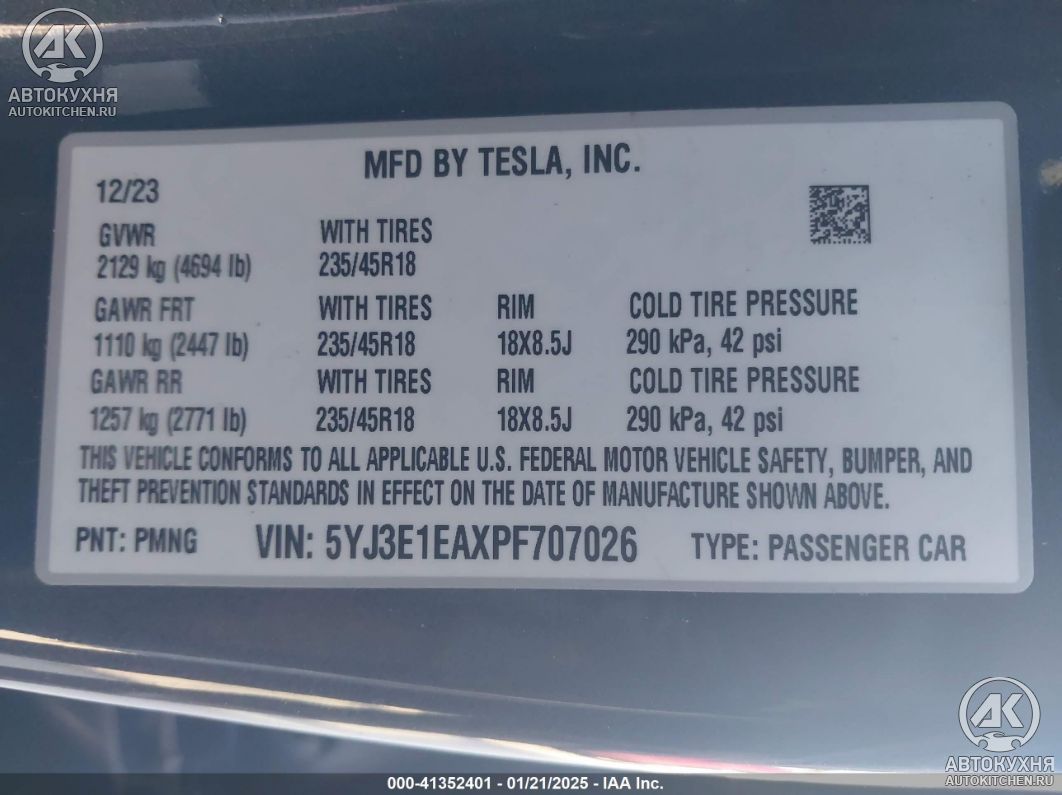 AK
АВТОКУХНЯ
AUTOKITCHEN.RU
MFD BY TESLA, INC.
12/23
GVWR WITH TIRES
2129 kg (4694 lb) 235/45R18
GAWR FRT WITH TIRES RIM COLD TIRE PRESSURE
1110 kg (2447 lb) 235/45R18 18X8.5J 290 kPa, 42 psi
GAWR RR WITH TIRES RIM COLD TIRE PRESSURE
1257 kg (2771 lb) 235/45R18 18X8.5J 290 kPa, 42 psi
THIS VEHICLE CONFORMS TO ALL APPLICABLE U.S. FEDERAL MOTOR VEHICLE SAFETY, BUMPER, AND
THEFT PREVENTION STANDARDS IN EFFECT ON THE DATE OF MANUFACTURE SHOWN ABOVE.
PNT: PMNG VIN: 5YJ3E1EAXPF707026 TYPE: PASSENGER CAR
AK
АВТОКУХНЯ
AUTOKITCHEN.RU
000-41352401 - 01/21/2025 - IAA Inc.